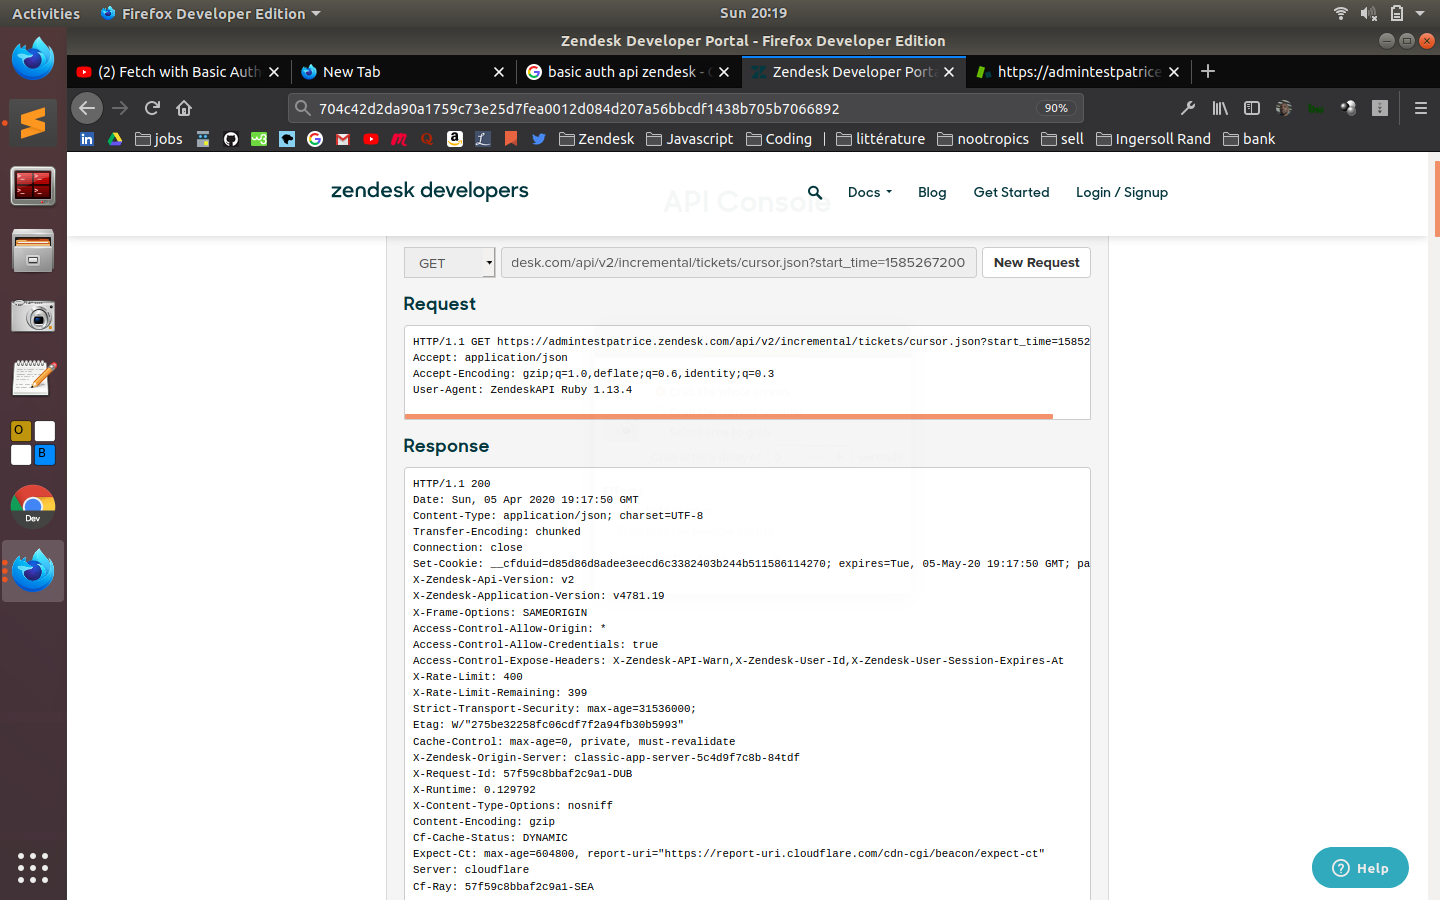 Activities
Firefox Developer Edition
Sun 20:19
Zendesk Developer Portal - Firefox Developer Edition
(2) Fetch with Basic Auth
New Tab
basic auth api zendesk -
Zendesk Developer Porta
https://admintestpatrice
704c42d2da90a1759c73e25d7fea0012d084d207a56bbcdf1438b705b7066892
90%
jobs
Zendesk
Javascript
Coding
littérature
nootropics
sell
Ingersoll Rand
bank
zendesk developers
API Console
Docs
Blog
Get Started
Login / Signup
GET
desk.com/api/v2/incremental/tickets/cursor.json?start_time=1585267200
New Request
Request
HTTP/1.1 GET https://admintestpatrice.zendesk.com/api/v2/incremental/tickets/cursor.json?start_time=15852
Accept: application/json
Accept-Encoding: gzip;q=1.0,deflate;q=0.6,identity;q=0.3
User-Agent: ZendeskAPI Ruby 1.13.4
Response
HTTP/1.1 200
Date: Sun, 05 Apr 2020 19:17:50 GMT
Content-Type: application/json; charset=UTF-8
Transfer-Encoding: chunked
Connection: close
Set-Cookie: __cfduid=d85d86d8adee3eecd6c3382403b244b511586114270; expires=Tue, 05-May-20 19:17:50 GMT; pa
X-Zendesk-Api-Version: v2
X-Zendesk-Application-Version: v4781.19
X-Frame-Options: SAMEORIGIN
Access-Control-Allow-Origin: *
Access-Control-Allow-Credentials: true
Access-Control-Expose-Headers: X-Zendesk-API-Warn,X-Zendesk-User-Id,X-Zendesk-User-Session-Expires-At
X-Rate-Limit: 400
X-Rate-Limit-Remaining: 399
Strict-Transport-Security: max-age=31536000;
Etag: W/"275be32258fc06cdf7f2a94fb30b5993"
Cache-Control: max-age=0, private, must-revalidate
X-Zendesk-Origin-Server: classic-app-server-5c4d9f7c8b-84tdf
X-Request-Id: 57f59c8bbaf2c9a1-DUB
X-Runtime: 0.129792
X-Content-Type-Options: nosniff
Content-Encoding: gzip
Cf-Cache-Status: DYNAMIC
Expect-Ct: max-age=604800, report-uri="https://report-uri.cloudflare.com/cdn-cgi/beacon/expect-ct"
Server: cloudflare
Cf-Ray: 57f59c8bbaf2c9a1-SEA
Help
O
B
Dev